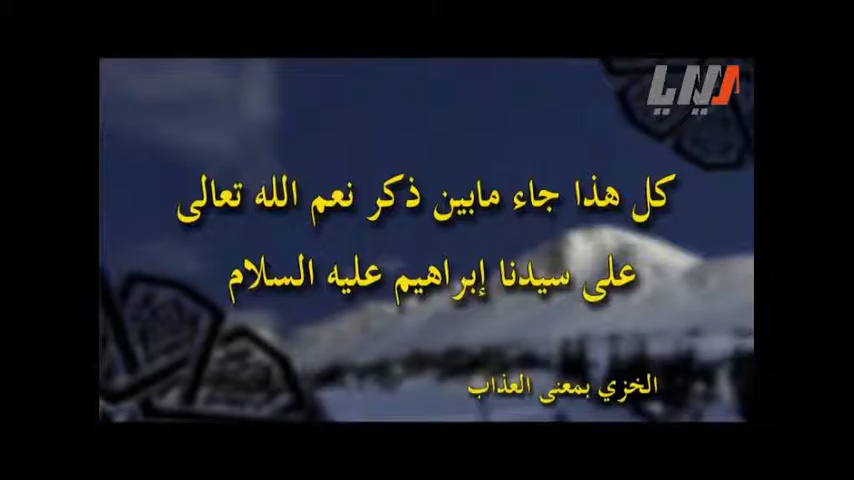 كل هذا جاء مابين ذكر نعم الله تعالى
على سيدنا إبراهيم عليه السلام
الخزي بمعنى العذاب